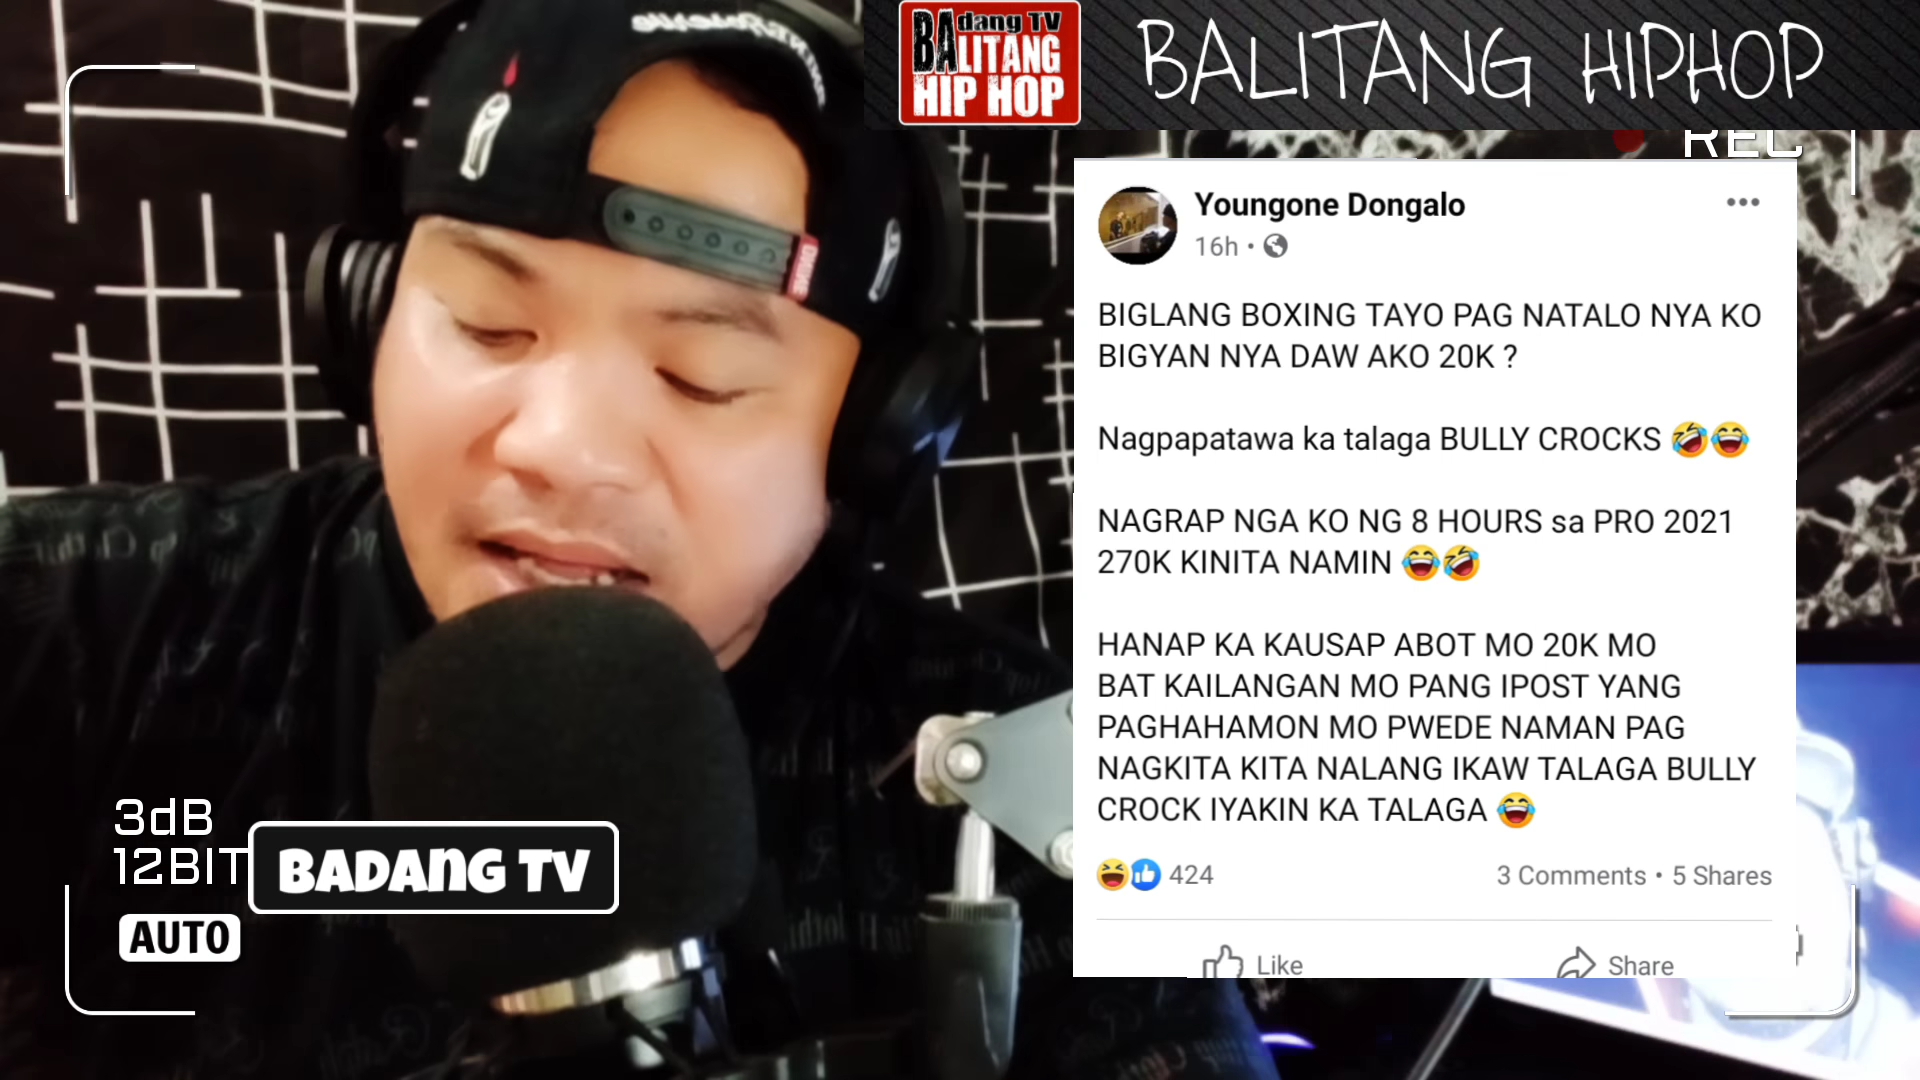 BAdang TV
BALITANG
HIP HOP
BALITANG HIPHOP
REC
Youngone Dongalo
16h •
BIGLANG BOXING TAYO PAG NATALO NYA KO
BIGYAN NYA DAW AKO 20K ?
Nagpapatawa ka talaga BULLY CROCKS 🤣😂
NAGRAP NGA KO NG 8 HOURS sa PRO 2021
270K KINITA NAMIN 😂🤣
HANAP KA KAUSAP ABOT MO 20K MO
BAT KAILANGAN MO PANG IPOST YANG
PAGHAHAMON MO PWEDE NAMAN PAG
NAGKITA KITA NALANG IKAW TALAGA BULLY
CROCK IYAKIN KA TALAGA 😂
424
3 Comments • 5 Shares
Like
Share
3dB
12BIT
BADANG TV
AUTO